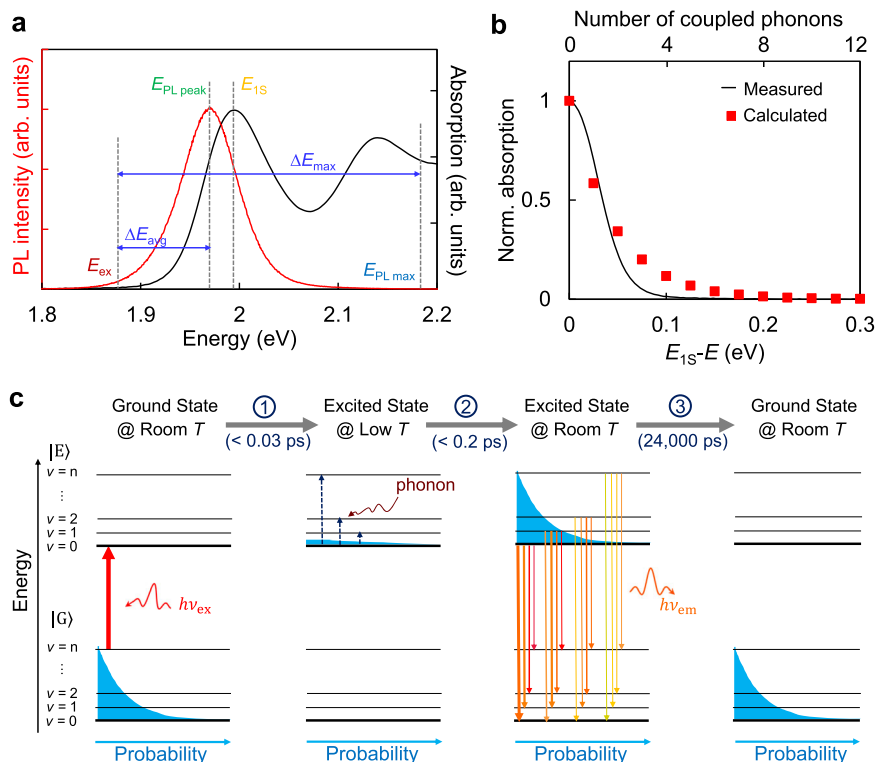 a
PL intensity (arb. units)
Absorption (arb. units)
E_PL peak
E_1S
ΔE_max
ΔE_avg
E_ex
E_PL max
1.8
1.9
2
2.1
2.2
Energy (eV)
b
Number of coupled phonons
0
4
8
12
Measured
Calculated
Norm. absorption
1
0.5
0
0
0.1
0.2
0.3
E_1S-E (eV)
c
Ground State
@ Room T
1
(< 0.03 ps)
Excited State
@ Low T
2
(< 0.2 ps)
Excited State
@ Room T
3
(24,000 ps)
Ground State
@ Room T
Energy
|E⟩
v = n
⋮
v = 2
v = 1
v = 0
phonon
hν_ex
hν_em
|G⟩
v = n
⋮
v = 2
v = 1
v = 0
Probability
Probability
Probability
Probability